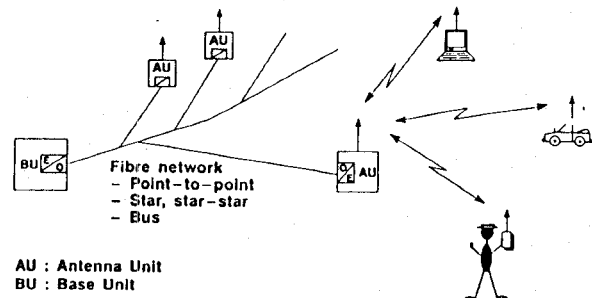 AU
AU
BU E/O
O/E AU
Fibre network
- Point-to-point
- Star, star-star
- Bus
AU : Antenna Unit
BU : Base Unit